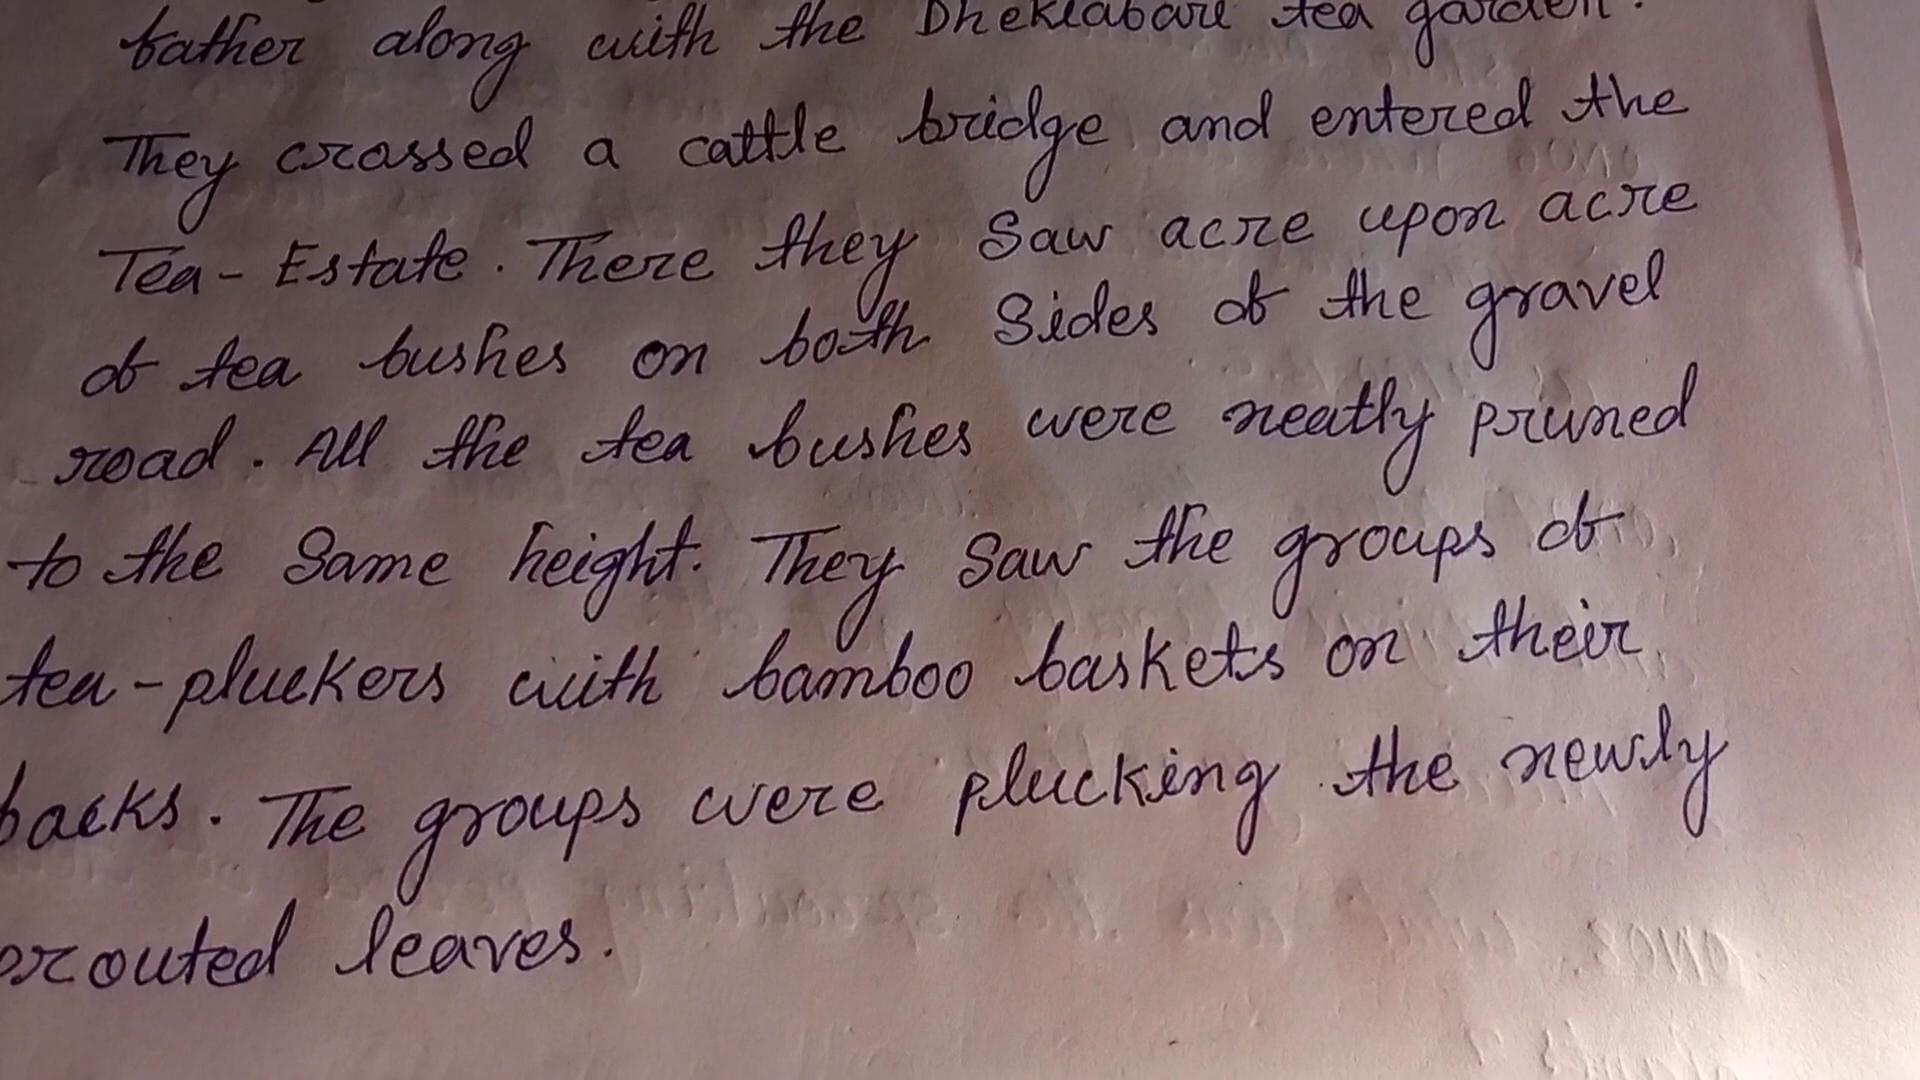 father along with the Dhekiabari tea garden.
They crossed a cattle bridge and entered the
Tea-Estate. There they saw acre upon acre
of tea bushes on both sides of the gravel
road. All the tea bushes were neatly pruned
to the same height. They saw the groups of
tea-pluckers with bamboo baskets on their
backs. The groups were plucking the newly
prouted leaves.